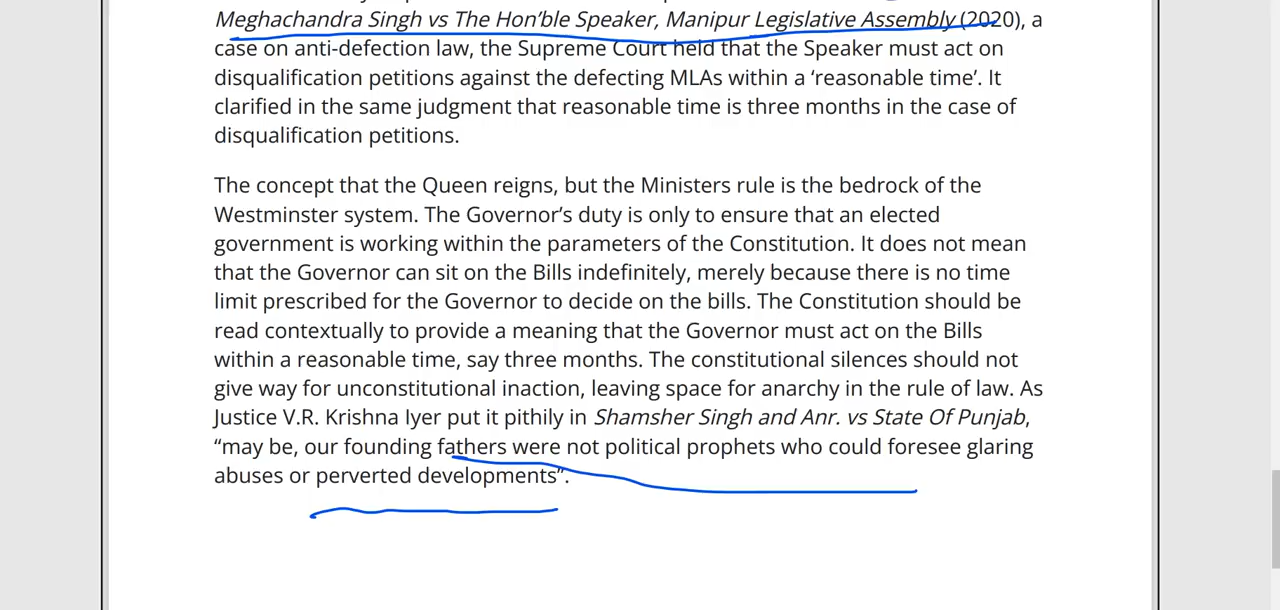 Meghachandra Singh vs The Hon’ble Speaker, Manipur Legislative Assembly (2020), a
case on anti-defection law, the Supreme Court held that the Speaker must act on
disqualification petitions against the defecting MLAs within a ‘reasonable time’. It
clarified in the same judgment that reasonable time is three months in the case of
disqualification petitions.
The concept that the Queen reigns, but the Ministers rule is the bedrock of the
Westminster system. The Governor’s duty is only to ensure that an elected
government is working within the parameters of the Constitution. It does not mean
that the Governor can sit on the Bills indefinitely, merely because there is no time
limit prescribed for the Governor to decide on the bills. The Constitution should be
read contextually to provide a meaning that the Governor must act on the Bills
within a reasonable time, say three months. The constitutional silences should not
give way for unconstitutional inaction, leaving space for anarchy in the rule of law. As
Justice V.R. Krishna Iyer put it pithily in Shamsher Singh and Anr. vs State Of Punjab,
“may be, our founding fathers were not political prophets who could foresee glaring
abuses or perverted developments”.